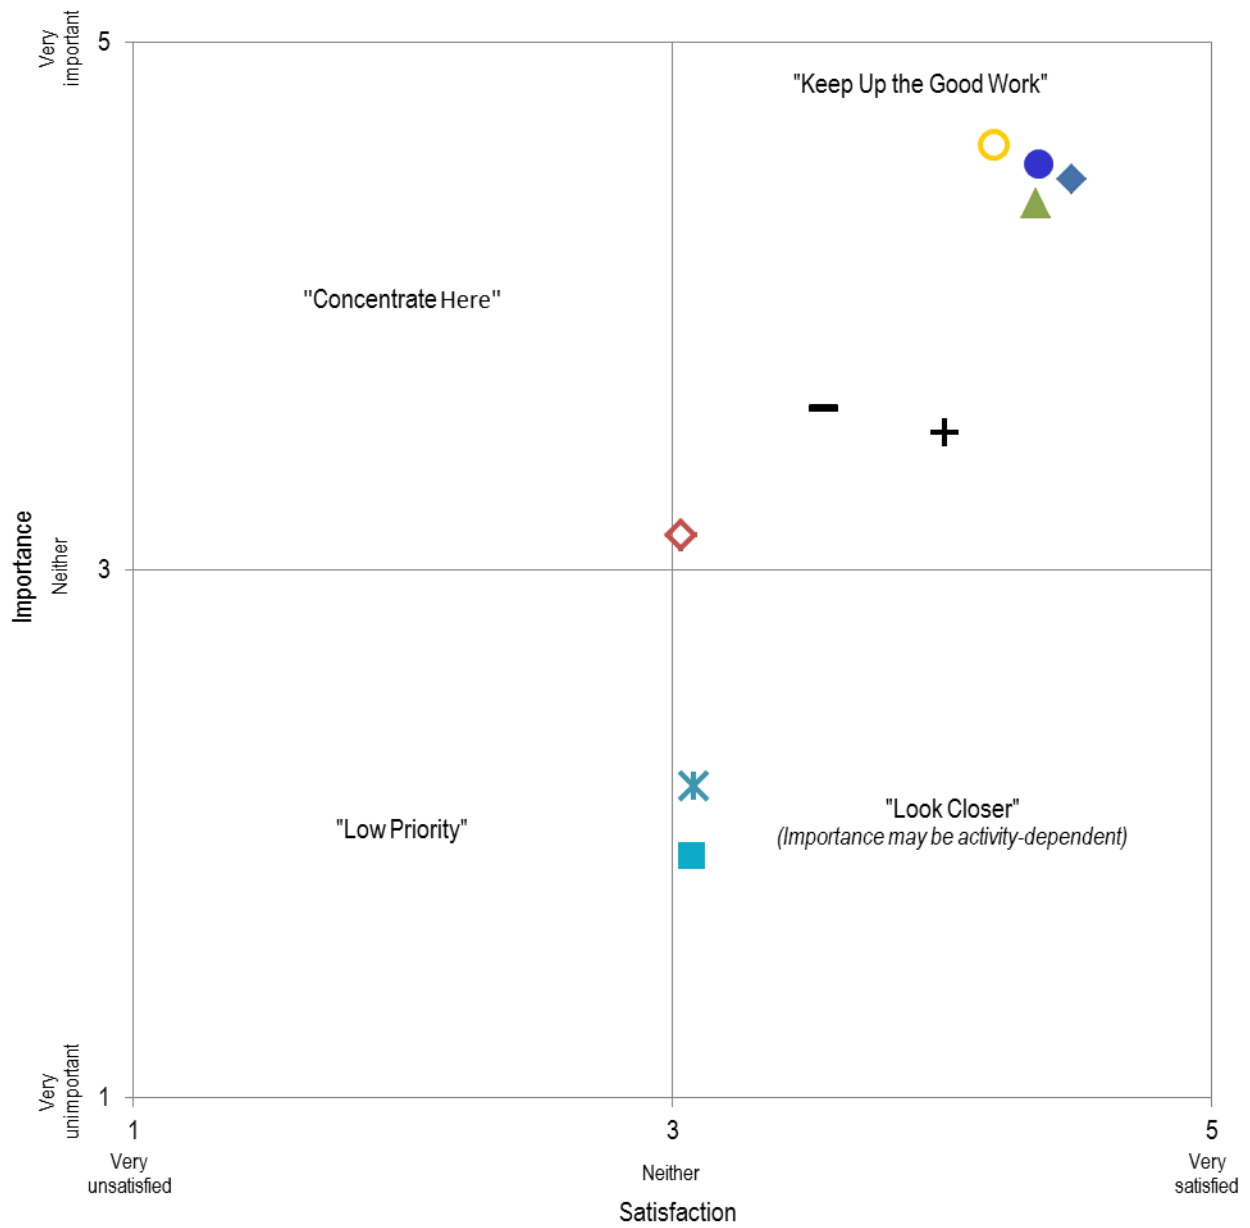 Very
important
5
"Keep Up the Good Work"
"Concentrate Here"
Importance
Neither
3
"Low Priority"
"Look Closer"
(Importance may be activity-dependent)
Very
unimportant
1
1
3
5
Very
unsatisfied
Neither
Very
satisfied
Satisfaction